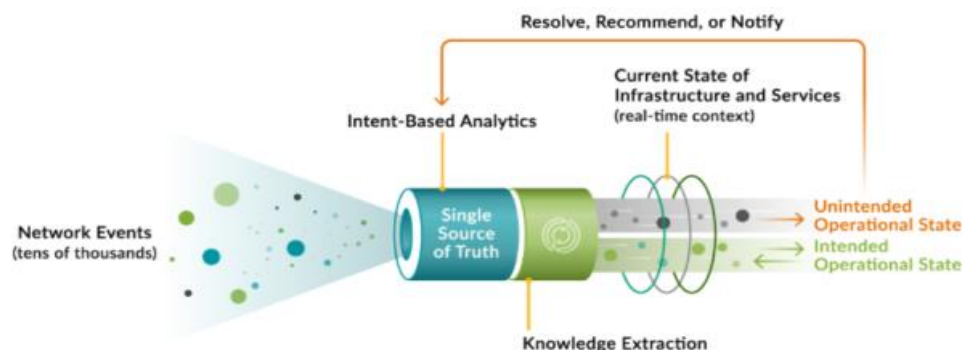 Resolve, Recommend, or Notify
Current State of
Infrastructure and Services
(real-time context)
Intent-Based Analytics
Network Events
(tens of thousands)
Single
Source
of Truth
Unintended
Operational State
Intended
Operational State
Knowledge Extraction